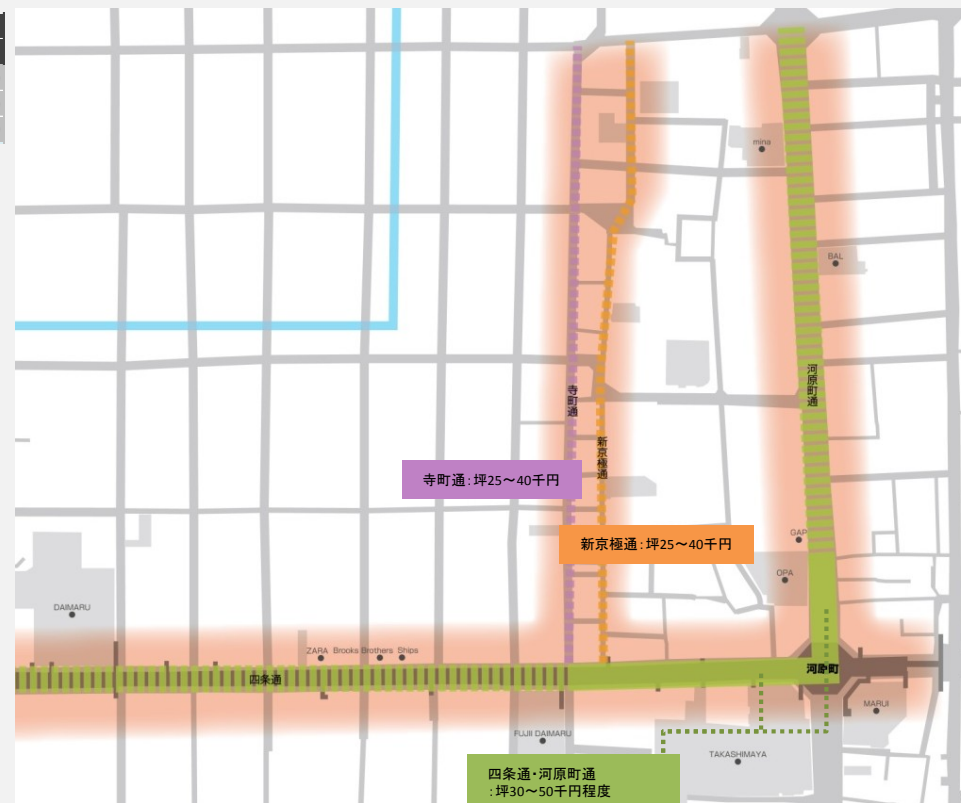 mina
BAL
河原町通
寺町通
新京極通
寺町通：坪25～40千円
新京極通：坪25～40千円
GAP
OPA
DAIMARU
ZARA Brooks Brothers Ships
四条通
河原町
MARUI
FUJII DAIMARU
TAKASHIMAYA
四条通・河原町通
：坪30～50千円程度